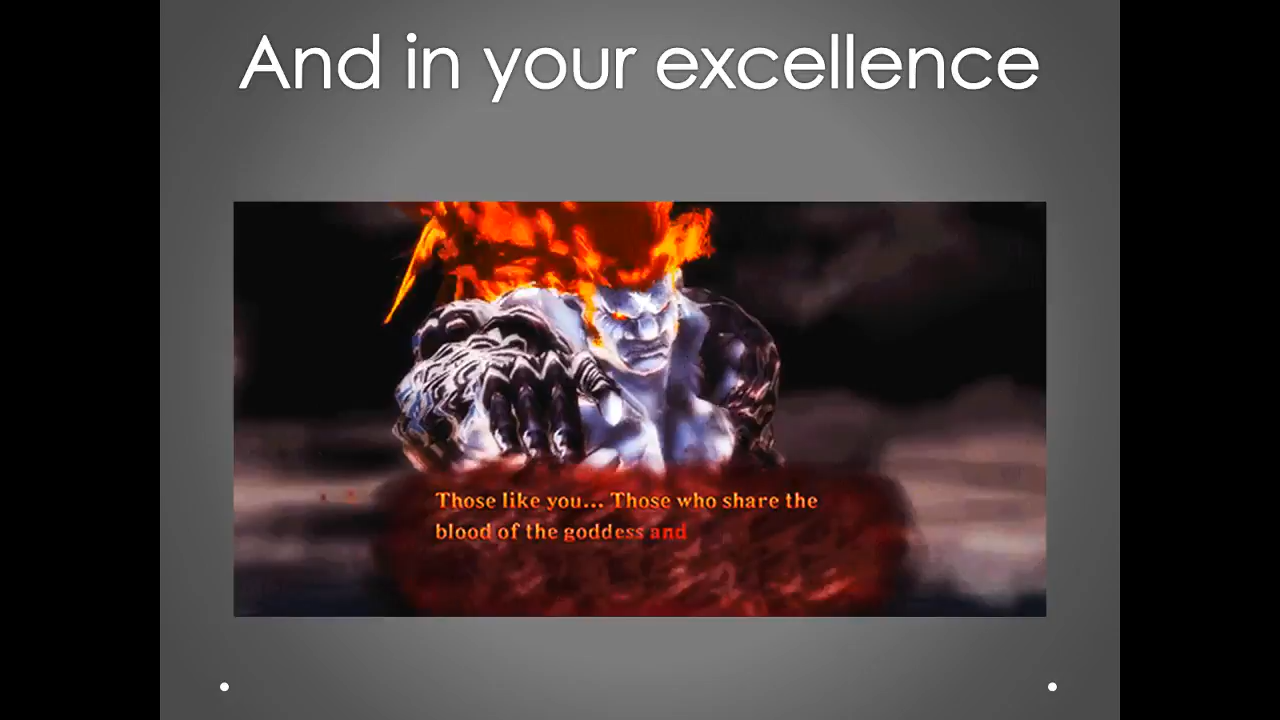 And in your excellence
Those like you... Those who share the
blood of the goddess and